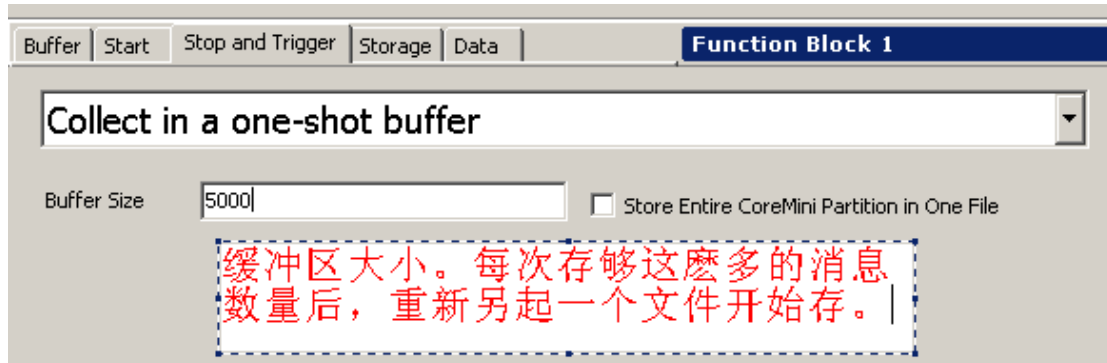 Buffer Start Stop and Trigger Storage Data Function Block 1
Collect in a one-shot buffer
Buffer Size 5000 Store Entire CoreMini Partition in One File
缓冲区大小。每次存够这麽多的消息
数量后，重新另起一个文件开始存。